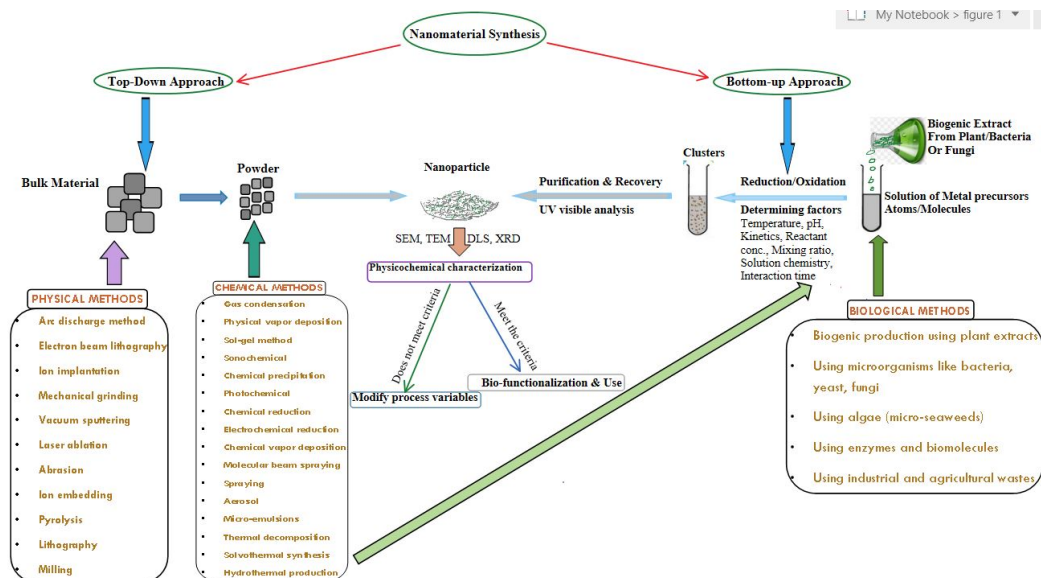 My Notebook > figure 1
Nanomaterial Synthesis
Top-Down Approach
Bottom-up Approach
Biogenic Extract
From Plant/Bacteria
Or Fungi
Bulk Material
Powder
Nanoparticle
Purification & Recovery
UV visible analysis
Clusters
Reduction/Oxidation
Determining factors
Temperature, pH,
Kinetics, Reactant
conc., Mixing ratio,
Solution chemistry,
Interaction time
Solution of Metal precursors
Atoms/Molecules
SEM, TEM, DLS, XRD
Physicochemical characterization
Does not meet criteria
Meet the criteria
Modify process variables
Bio-functionalization & Use
PHYSICAL METHODS
• Arc discharge method
• Electron beam lithography
• Ion implantation
• Mechanical grinding
• Vacuum sputtering
• Laser ablation
• Abrasion
• Ion embedding
• Pyrolysis
• Lithography
• Milling
CHEMICAL METHODS
• Gas condensation
• Physical vapor deposition
• Sol-gel method
• Sonochemical
• Chemical precipitation
• Photochemical
• Chemical reduction
• Electrochemical reduction
• Chemical vapor deposition
• Molecular beam spraying
• Spraying
• Aerosol
• Micro-emulsions
• Thermal decomposition
• Solvothermal synthesis
• Hydrothermal production
BIOLOGICAL METHODS
• Biogenic production using plant extracts
• Using microorganisms like bacteria,
yeast, fungi
• Using algae (micro-seaweeds)
• Using enzymes and biomolecules
• Using industrial and agricultural wastes